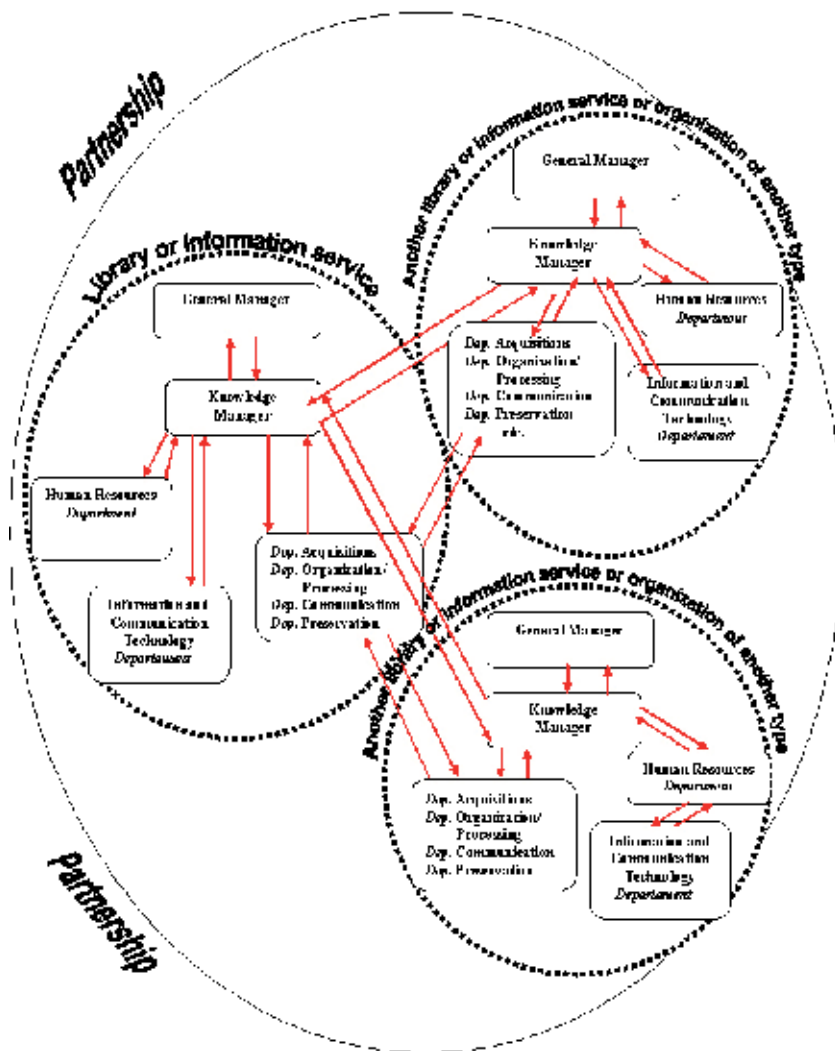 Partnership
Another library or information service or organization of another type
General Manager
Knowledge
Manager
Human Resources
Dep. Acquisitions
Dep. Organization/
Processing
Dep. Communication
Dep. Preservation
etc.
Information and
Communication
Technology
Departament
Library or information service
General Manager
Knowledge
Manager
Human Resources
Department
Dep. Acquisitions
Dep. Organization/
Processing
Dep. Communication
Dep. Preservation
Information and
Communication
Technology
Departament
Another library or information service or organization of another type
General Manager
Knowledge
Manager
Human Resources
Department
Dep. Acquisitions
Dep. Organization/
Processing
Dep. Communication
Dep. Preservation
Information and
Communication
Technology
Departament
Partnership